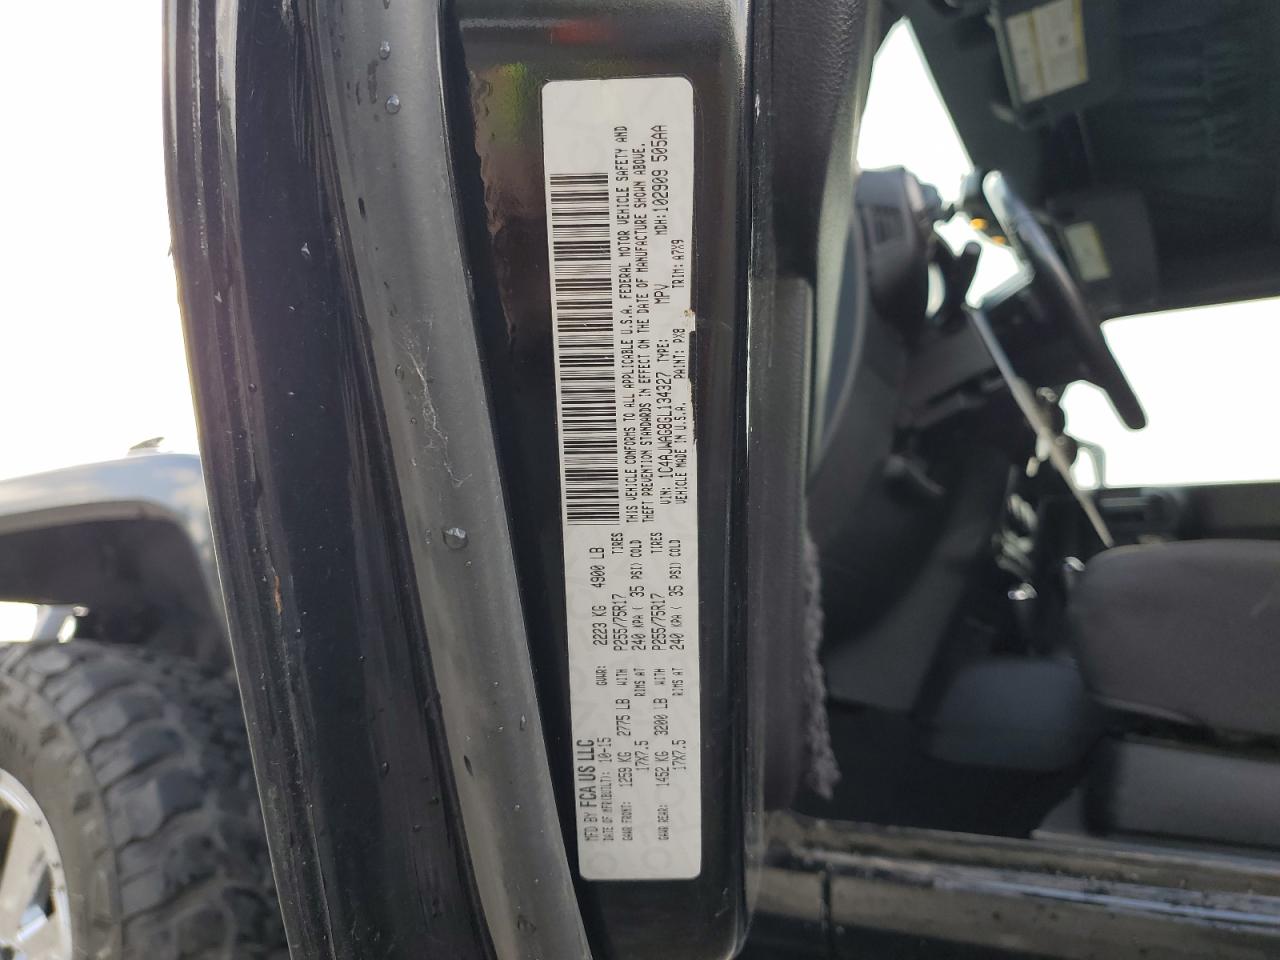 MFD BY FCA US LLC
DATE OF MFR(BUILT): 10-15 GVWR: 2223 KG 4900 LB
GAWR FRONT: 1259 KG 2775 LB WITH P255/75R17 TIRES
17X7.5 RIMS AT 240 KPA ( 35 PSI) COLD
GAWR REAR: 1452 KG 3200 LB WITH P255/75R17 TIRES
17X7.5 RIMS AT 240 KPA ( 35 PSI) COLD
THIS VEHICLE CONFORMS TO ALL APPLICABLE U.S.A. FEDERAL MOTOR VEHICLE SAFETY AND
THEFT PREVENTION STANDARDS IN EFFECT ON THE DATE OF MANUFACTURE SHOWN ABOVE.
VIN: 1C4AJWAG8GL134327 TYPE: MPV MDH: 102909 505AA
VEHICLE MADE IN U.S.A. PAINT: PX8 TRIM: A7X9